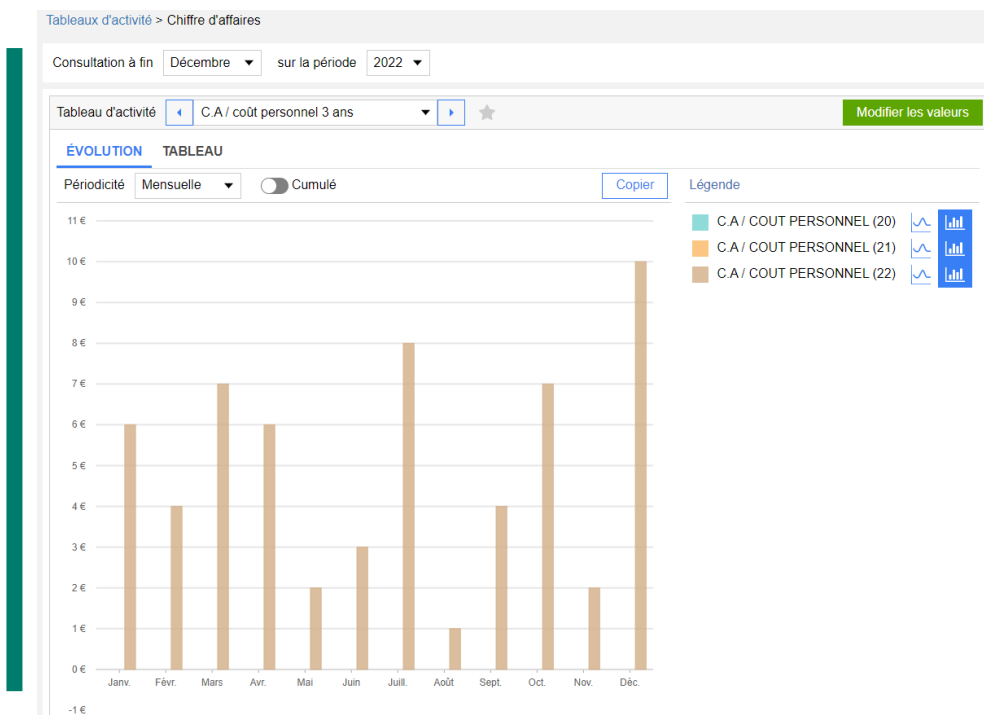 Tableaux d'activité > Chiffre d'affaires
Consultation à fin Décembre sur la période 2022
Tableau d'activité C.A / coût personnel 3 ans Modifier les valeurs
ÉVOLUTION TABLEAU
Périodicité Mensuelle Cumulé Copier Légende
C.A / COUT PERSONNEL (20)
C.A / COUT PERSONNEL (21)
C.A / COUT PERSONNEL (22)
11 €
10 €
9 €
8 €
7 €
6 €
5 €
4 €
3 €
2 €
1 €
0 €
Janv. Févr. Mars Avr. Mai Juin Juill. Août Sept. Oct. Nov. Déc.
-1 €